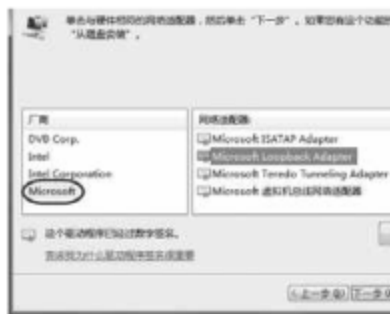 单击与硬件相符的网络适配器，然后单击“下一步”。如果您有这个功能的
“从磁盘安装”。
厂商
DVB Corp.
Intel
Intel Corporation
Microsoft
网络适配器:
Microsoft ISATAP Adapter
Microsoft Loopback Adapter
Microsoft Teredo Tunneling Adapter
Microsoft 虚拟机总线网络适配器
这个驱动程序已经过数字签名。
告诉我为什么驱动程序签名很重要
<上一步(B)
下一步(N